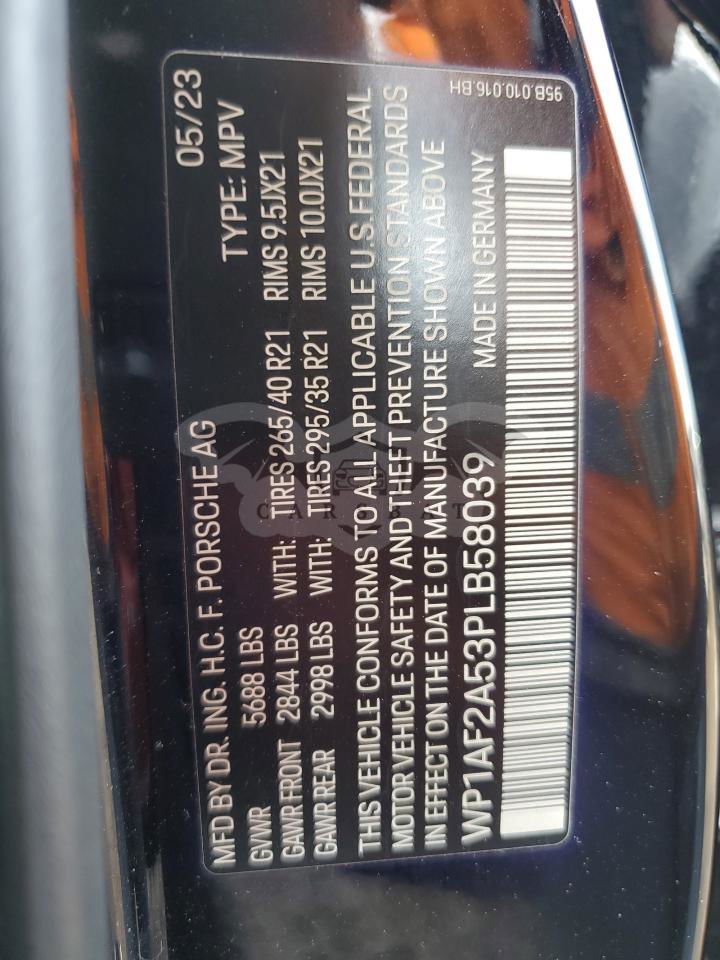 MFD BY DR. ING. H.C. F. PORSCHE AG 05/23
GVWR 5688 LBS TYPE: MPV
GAWR FRONT 2844 LBS WITH: TIRES 265/40 R21 RIMS 9.5JX21
GAWR REAR 2998 LBS WITH: TIRES 295/35 R21 RIMS 10.0JX21
THIS VEHICLE CONFORMS TO ALL APPLICABLE U.S. FEDERAL
MOTOR VEHICLE SAFETY AND THEFT PREVENTION STANDARDS
IN EFFECT ON THE DATE OF MANUFACTURE SHOWN ABOVE
WP1AF2A53PLB58039 MADE IN GERMANY
95B.010.016.BH